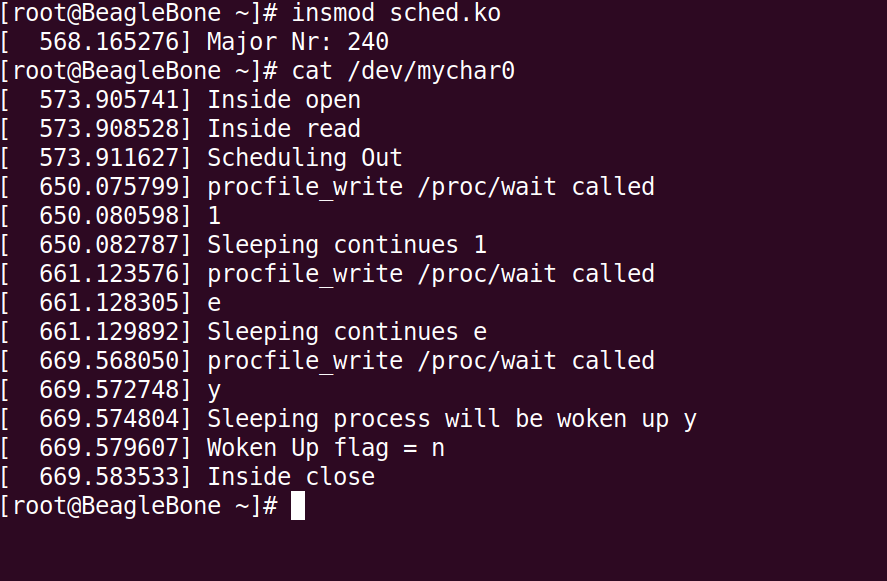 [root@BeagleBone ~]# insmod sched.ko
[  568.165276] Major Nr: 240
[root@BeagleBone ~]# cat /dev/mychar0
[  573.905741] Inside open
[  573.908528] Inside read
[  573.911627] Scheduling Out
[  650.075799] procfile_write /proc/wait called
[  650.080598] 1
[  650.082787] Sleeping continues 1
[  661.123576] procfile_write /proc/wait called
[  661.128305] e
[  661.129892] Sleeping continues e
[  669.568050] procfile_write /proc/wait called
[  669.572748] y
[  669.574804] Sleeping process will be woken up y
[  669.579607] Woken Up flag = n
[  669.583533] Inside close
[root@BeagleBone ~]#